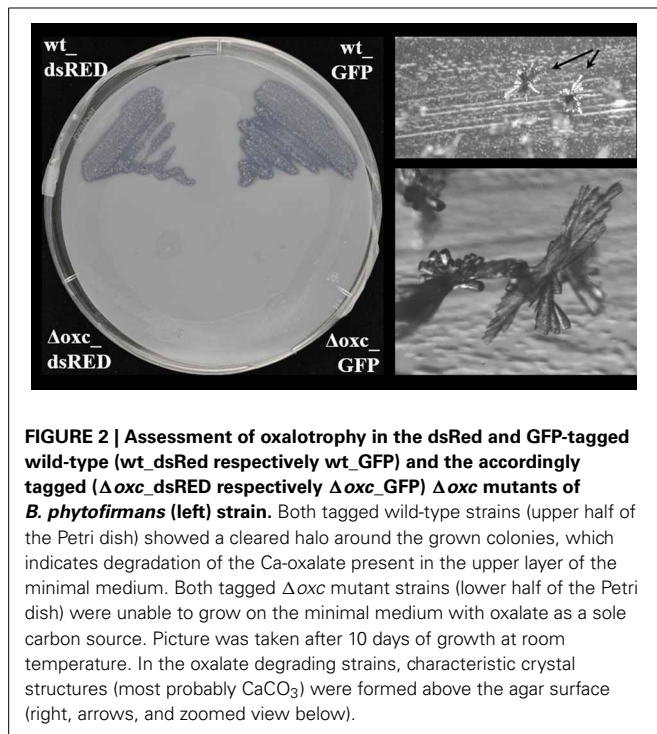 wt_
dsRED
wt_
GFP
Δoxc_
dsRED
Δoxc_
GFP
FIGURE 2 | Assessment of oxalotrophy in the dsRed and GFP-tagged
wild-type (wt_dsRed respectively wt_GFP) and the accordingly
tagged (Δoxc_dsRED respectively Δoxc_GFP) Δoxc mutants of
B. phytofirmans (left) strain. Both tagged wild-type strains (upper half of
the Petri dish) showed a cleared halo around the grown colonies, which
indicates degradation of the Ca-oxalate present in the upper layer of the
minimal medium. Both tagged Δoxc mutant strains (lower half of the Petri
dish) were unable to grow on the minimal medium with oxalate as a sole
carbon source. Picture was taken after 10 days of growth at room
temperature. In the oxalate degrading strains, characteristic crystal
structures (most probably CaCO₃) were formed above the agar surface
(right, arrows, and zoomed view below).